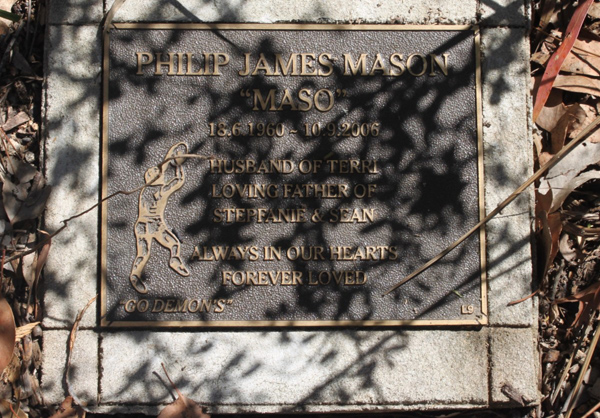 PHILIP JAMES MASON
"MASO"
18.6.1960 - 10.9.2006
HUSBAND OF TERRI
LOVING FATHER OF
STEPFANIE & SEAN
ALWAYS IN OUR HEARTS
FOREVER LOVED
"GO DEMON'S"
L9